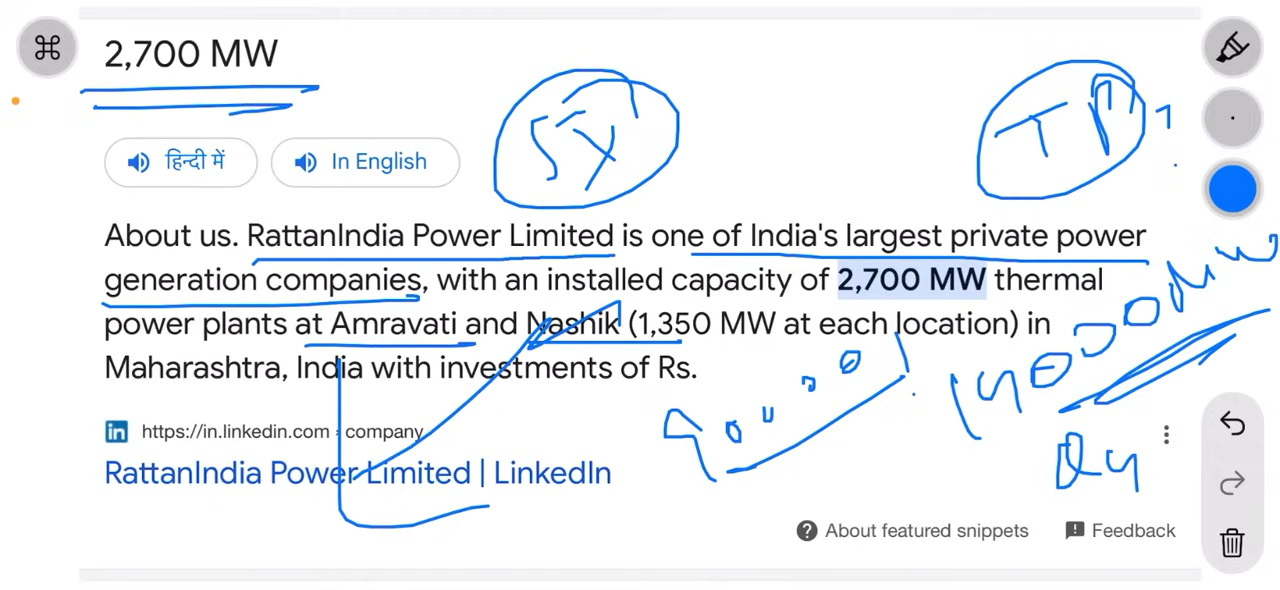 2,700 MW
हिन्दी में
In English
5Y
TP
About us. RattanIndia Power Limited is one of India's largest private power
generation companies, with an installed capacity of 2,700 MW thermal
power plants at Amravati and Nashik (1,350 MW at each location) in
Maharashtra, India with investments of Rs.
https://in.linkedin.com › company
RattanIndia Power Limited | LinkedIn
About featured snippets
Feedback